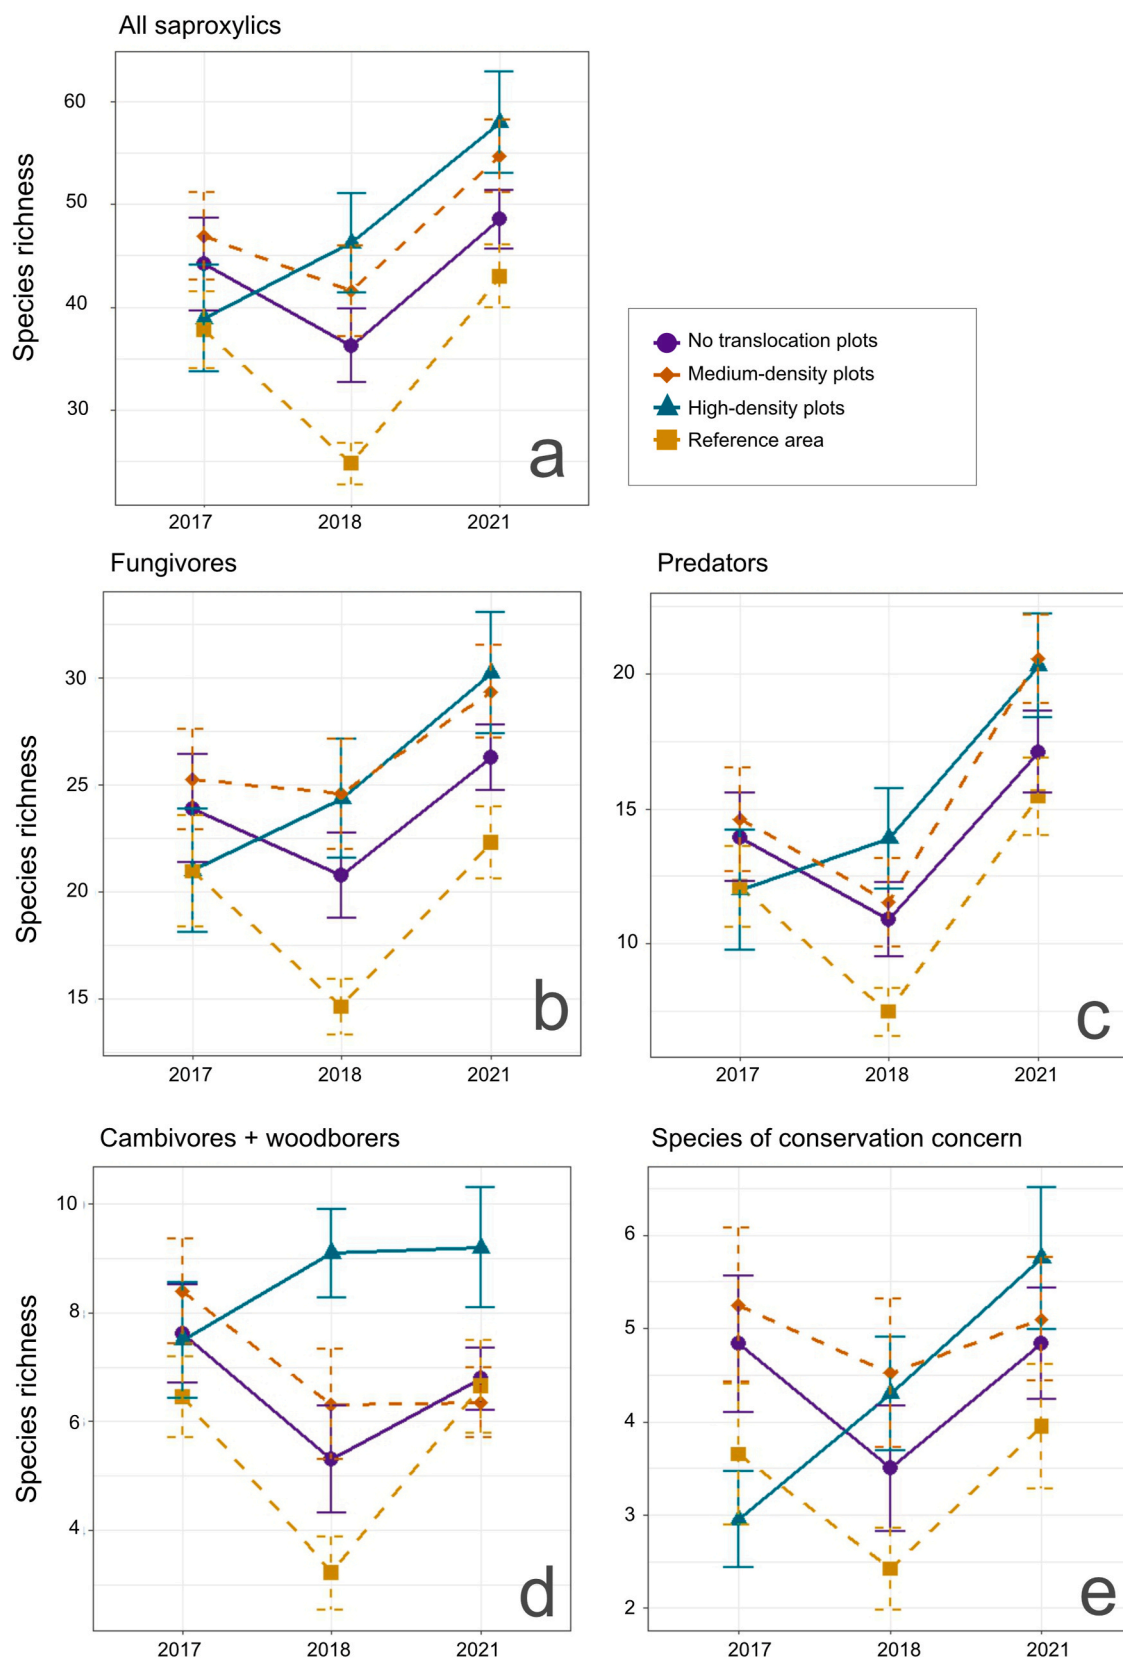 All saproxylics
Species richness
60
50
40
30
a
2017 2018 2021
No translocation plots
Medium-density plots
High-density plots
Reference area
Fungivores
Species richness
30
25
20
15
b
2017 2018 2021
Predators
20
15
10
c
2017 2018 2021
Cambivores + woodborers
Species richness
10
8
6
4
d
2017 2018 2021
Species of conservation concern
6
5
4
3
2
e
2017 2018 2021